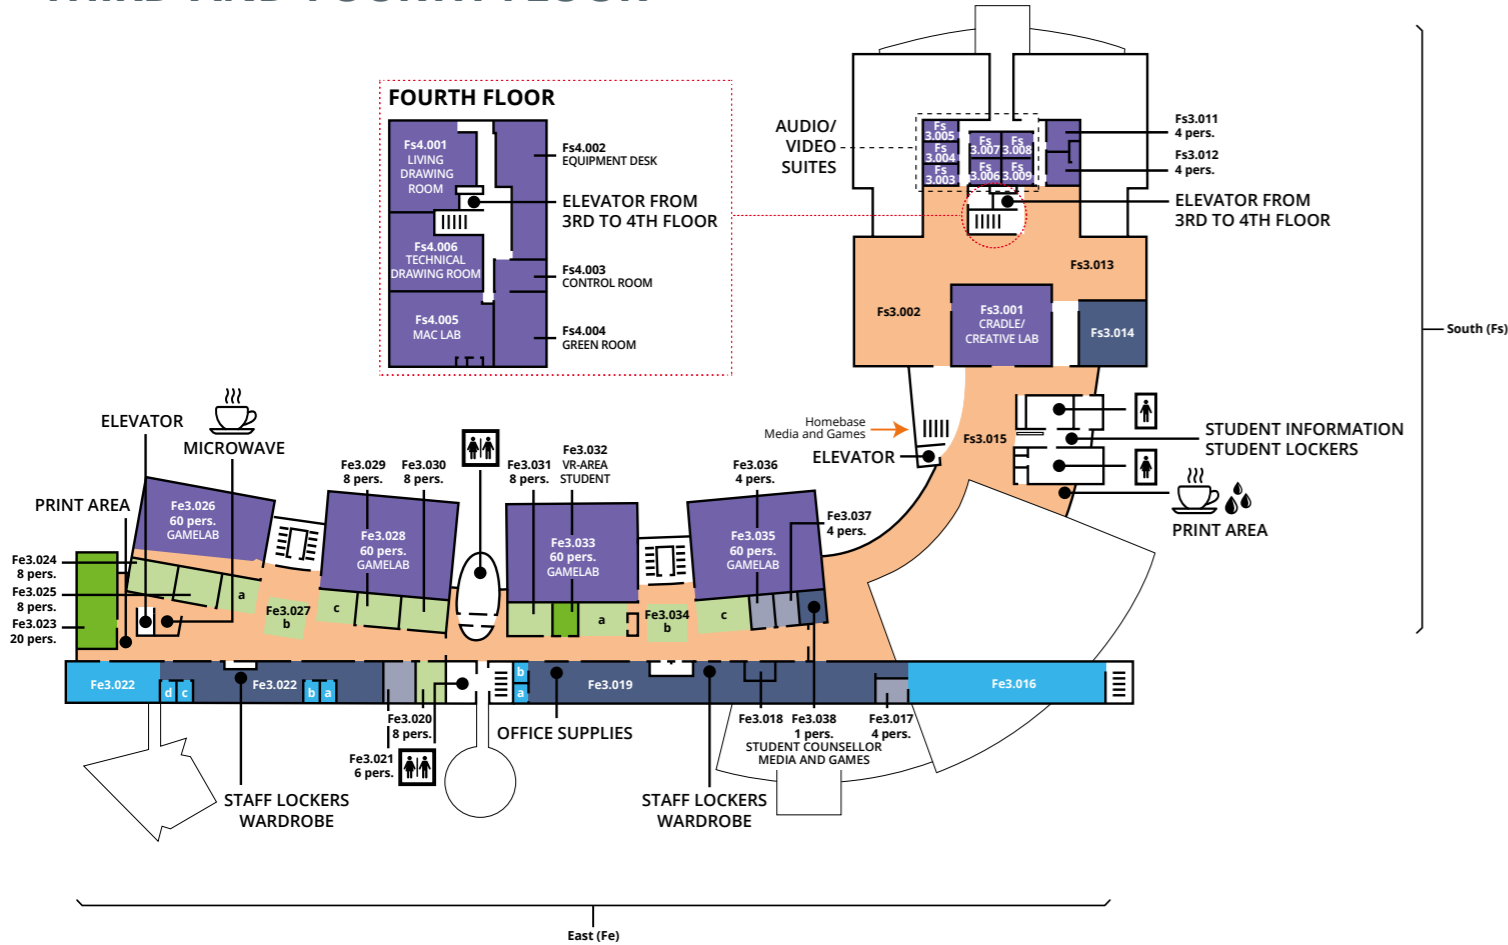 THIRD AND FOURTH FLOOR
FOURTH FLOOR
Fs4.001
LIVING
DRAWING
ROOM
Fs4.002
EQUIPMENT DESK
ELEVATOR FROM
3RD TO 4TH FLOOR
Fs4.006
TECHNICAL
DRAWING ROOM
Fs4.003
CONTROL ROOM
Fs4.005
MAC LAB
Fs4.004
GREEN ROOM
AUDIO/
VIDEO
SUITES
Fs
3.005
Fs
3.004
Fs
3.003
Fs
3.007
Fs
3.008
Fs
3.006
Fs
3.009
Fs3.011
4 pers.
Fs3.012
4 pers.
ELEVATOR FROM
3RD TO 4TH FLOOR
Fs3.013
Fs3.002
Fs3.001
CRADLE/
CREATIVE LAB
Fs3.014
South (Fs)
Homebase
Media and Games
ELEVATOR
Fs3.015
STUDENT INFORMATION
STUDENT LOCKERS
PRINT AREA
ELEVATOR
MICROWAVE
PRINT AREA
Fe3.026
60 pers.
GAMELAB
Fe3.029
8 pers.
Fe3.030
8 pers.
Fe3.028
60 pers.
GAMELAB
Fe3.031
8 pers.
Fe3.032
VR-AREA
STUDENT
Fe3.033
60 pers.
GAMELAB
Fe3.036
4 pers.
Fe3.037
4 pers.
Fe3.035
60 pers.
GAMELAB
Fe3.024
8 pers.
Fe3.025
8 pers.
Fe3.023
20 pers.
a
Fe3.027
b
c
a
Fe3.034
b
c
Fe3.022
d
c
Fe3.022
b
a
b
a
Fe3.019
Fe3.016
Fe3.020
8 pers.
Fe3.021
6 pers.
OFFICE SUPPLIES
Fe3.018
Fe3.038
1 pers.
STUDENT COUNSELLOR
MEDIA AND GAMES
Fe3.017
4 pers.
STAFF LOCKERS
WARDROBE
STAFF LOCKERS
WARDROBE
East (Fe)